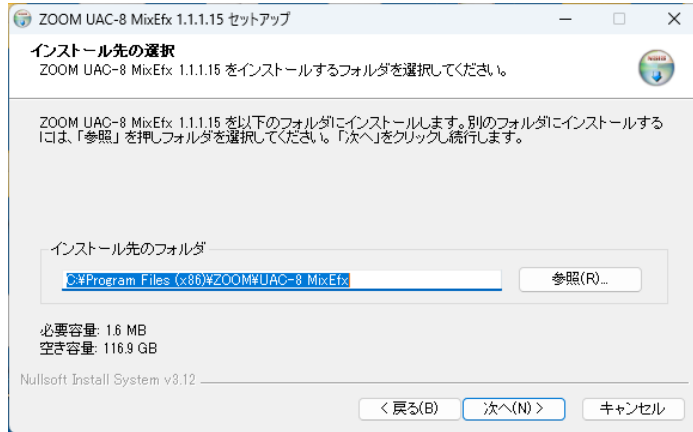 ZOOM UAC-8 MixEfx 1.1.1.15 セットアップ
インストール先の選択
ZOOM UAC-8 MixEfx 1.1.1.15 をインストールするフォルダを選択してください。
ZOOM UAC-8 MixEfx 1.1.1.15 を以下のフォルダにインストールします。別のフォルダにインストールする
には、「参照」を押しフォルダを選択してください。「次へ」をクリックし続行します。
インストール先のフォルダ
C:¥Program Files (x86)¥ZOOM¥UAC-8 MixEfx
参照(R)...
必要容量: 1.6 MB
空き容量: 116.9 GB
Nullsoft Install System v3.12
< 戻る(B)
次へ(N) >
キャンセル